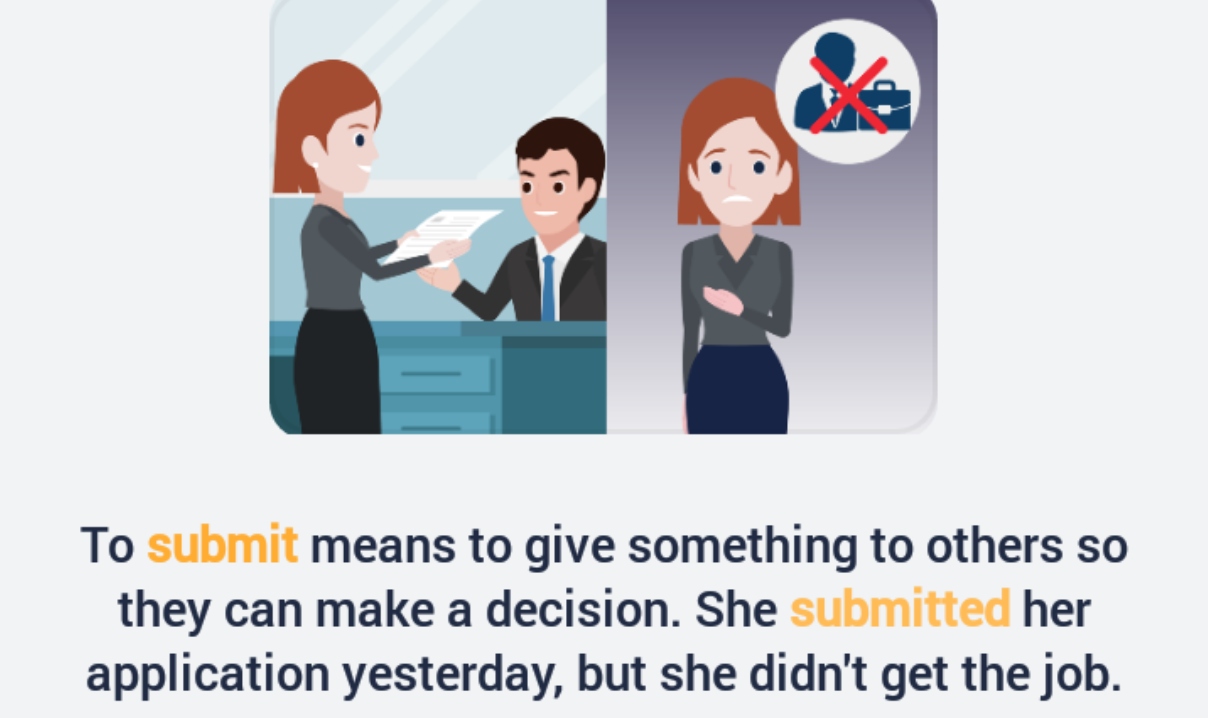 To submit means to give something to others so
they can make a decision. She submitted her
application yesterday, but she didn't get the job.